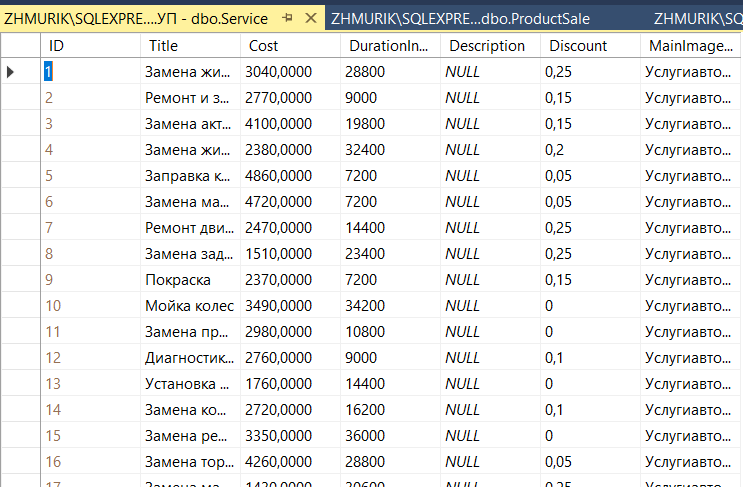 ZHMURIK\SQLEXPRE....УП - dbo.Service ZHMURIK\SQLEXPRE...dbo.ProductSale ZHMURIK\SQ
ID Title Cost DurationIn... Description Discount MainImage...
1 Замена жи... 3040,0000 28800 NULL 0,25 Услугиавто...
2 Ремонт и з... 2770,0000 9000 NULL 0,15 Услугиавто...
3 Замена акт... 4100,0000 19800 NULL 0,15 Услугиавто...
4 Замена жи... 2380,0000 32400 NULL 0,2 Услугиавто...
5 Заправка к... 4860,0000 7200 NULL 0,05 Услугиавто...
6 Замена ма... 4720,0000 7200 NULL 0,05 Услугиавто...
7 Ремонт дви... 2470,0000 14400 NULL 0,25 Услугиавто...
8 Замена зад... 1510,0000 23400 NULL 0,25 Услугиавто...
9 Покраска 2370,0000 7200 NULL 0,15 Услугиавто...
10 Мойка колес 3490,0000 34200 NULL 0 Услугиавто...
11 Замена пр... 2980,0000 10800 NULL 0 Услугиавто...
12 Диагностик... 2760,0000 9000 NULL 0,1 Услугиавто...
13 Установка ... 1760,0000 14400 NULL 0 Услугиавто...
14 Замена ко... 2720,0000 16200 NULL 0,1 Услугиавто...
15 Замена ре... 3350,0000 36000 NULL 0 Услугиавто...
16 Замена тор... 4260,0000 28800 NULL 0,05 Услугиавто...
17 Замена NULL 0,25